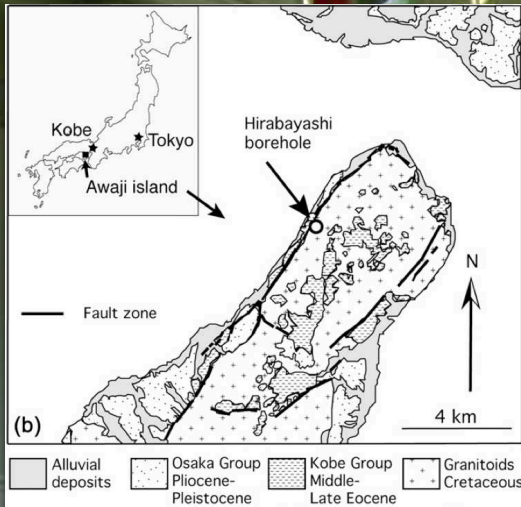 Kobe
Tokyo
Awaji island
Hirabayashi
borehole
N
Fault zone
(b)
4 km
Alluvial
deposits
Osaka Group
Pliocene-
Pleistocene
Kobe Group
Middle-
Late Eocene
Granitoids
Cretaceous